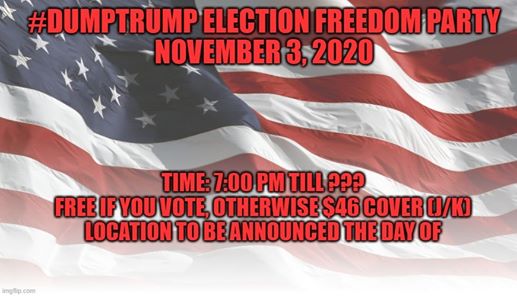 #DUMPTRUMP ELECTION FREEDOM PARTY
NOVEMBER 3, 2020
TIME: 7:00 PM TILL ???
FREE IF YOU VOTE, OTHERWISE $46 COVER (J/K)
LOCATION TO BE ANNOUNCED THE DAY OF
imgflip.com